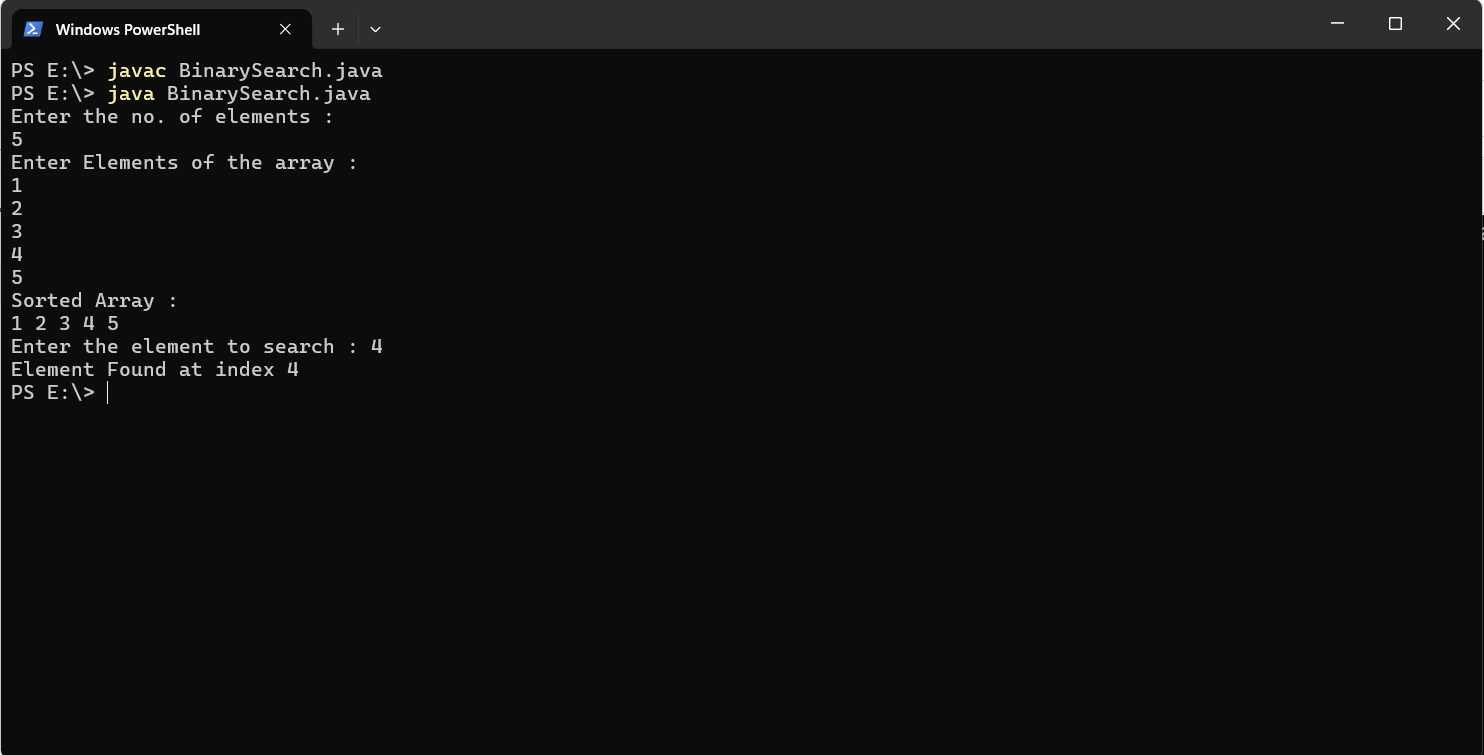 Windows PowerShell
PS E:\> javac BinarySearch.java
PS E:\> java BinarySearch.java
Enter the no. of elements :
5
Enter Elements of the array :
1
2
3
4
5
Sorted Array :
1 2 3 4 5
Enter the element to search : 4
Element Found at index 4
PS E:\>